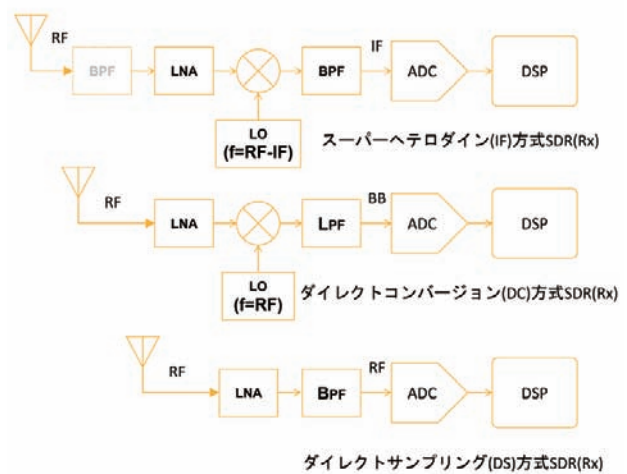 RF
BPF
LNA
BPF
IF
ADC
DSP
LO
(f=RF-IF)
スーパーヘテロダイン(IF)方式SDR(Rx)
RF
LNA
LPF
BB
ADC
DSP
LO
(f=RF)
ダイレクトコンバージョン(DC)方式SDR(Rx)
RF
LNA
BPF
RF
ADC
DSP
ダイレクトサンプリング(DS)方式SDR(Rx)